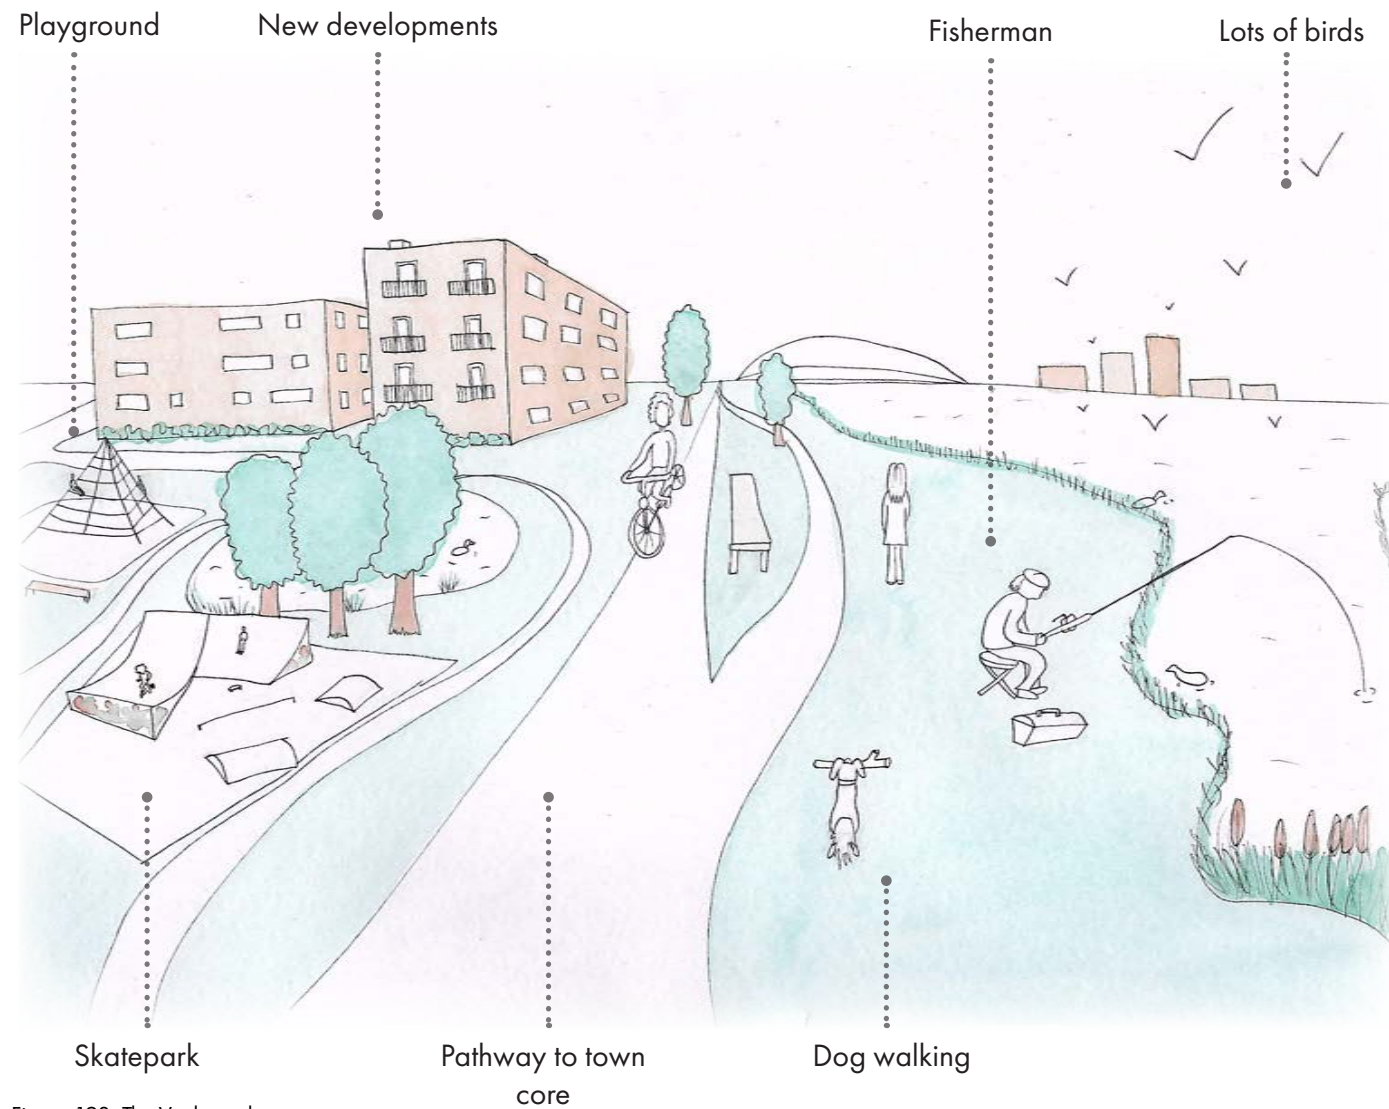 Playground
New developments
Fisherman
Lots of birds
Skatepark
Pathway to town
core
Dog walking